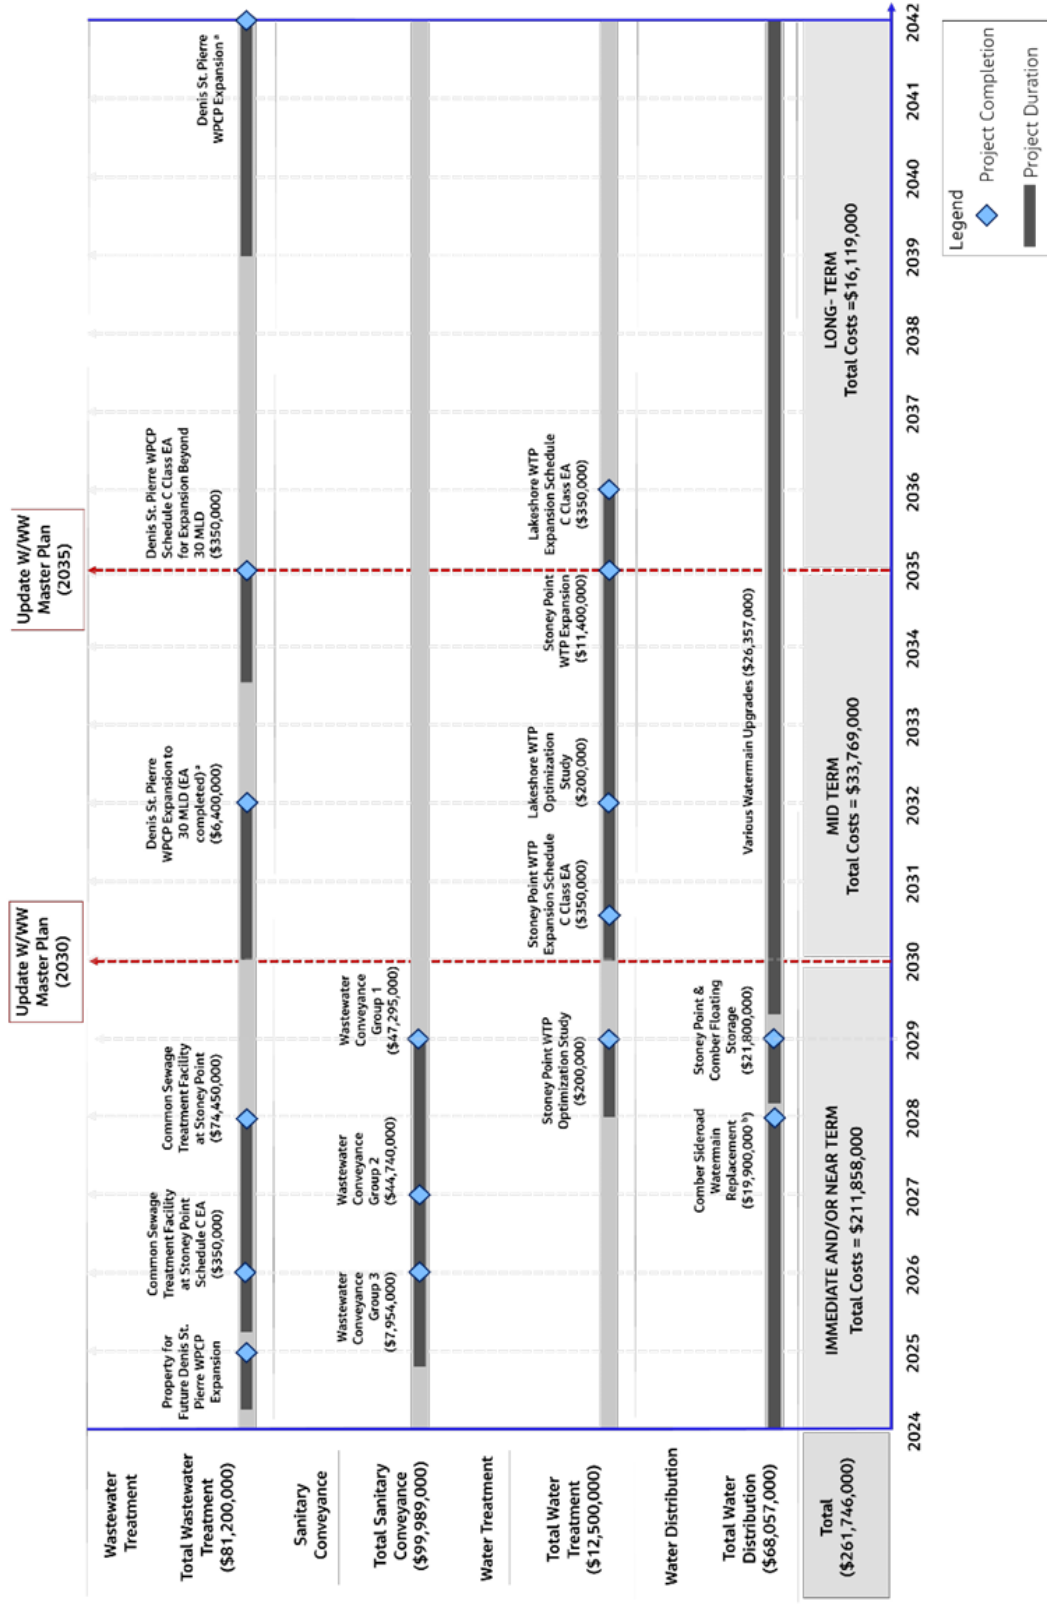 Update W/WW
Master Plan
(2030)
Update W/WW
Master Plan
(2035)
Wastewater
Treatment
Total Wastewater
Treatment
($81,200,000)
Property for
Future Denis St.
Pierre WPCP
Expansion
Common Sewage
Treatment Facility
at Stoney Point
Schedule C EA
($350,000)
Common Sewage
Treatment Facility
at Stoney Point
($74,450,000)
Denis St. Pierre
WPCP Expansion to
30 MLD (EA
completed) ª
($6,400,000)
Denis St. Pierre WPCP
Schedule C Class EA
for Expansion Beyond
30 MLD
($350,000)
Denis St. Pierre
WPCP Expansion ª
Sanitary
Conveyance
Total Sanitary
Conveyance
($99,989,000)
Wastewater
Conveyance
Group 3
($7,954,000)
Wastewater
Conveyance
Group 2
($44,740,000)
Wastewater
Conveyance
Group 1
($47,295,000)
Water Treatment
Total Water
Treatment
($12,500,000)
Stoney Point WTP
Optimization Study
($200,000)
Stoney Point WTP
Expansion Schedule
C Class EA
($350,000)
Lakeshore WTP
Optimization
Study
($200,000)
Stoney Point
WTP Expansion
($11,400,000)
Lakeshore WTP
Expansion Schedule
C Class EA
($350,000)
Water Distribution
Total Water
Distribution
($68,057,000)
Comber Sideroad
Watermain
Replacement
($19,900,000 ᵇ)
Stoney Point &
Comber Floating
Storage
($21,800,000)
Various Watermain Upgrades ($26,357,000)
Total
($261,746,000)
IMMEDIATE AND/OR NEAR TERM
Total Costs = $211,858,000
MID TERM
Total Costs = $33,769,000
LONG- TERM
Total Costs =$16,119,000
2024 2025 2026 2027 2028 2029 2030 2031 2032 2033 2034 2035 2036 2037 2038 2039 2040 2041 2042
Legend
Project Completion
Project Duration